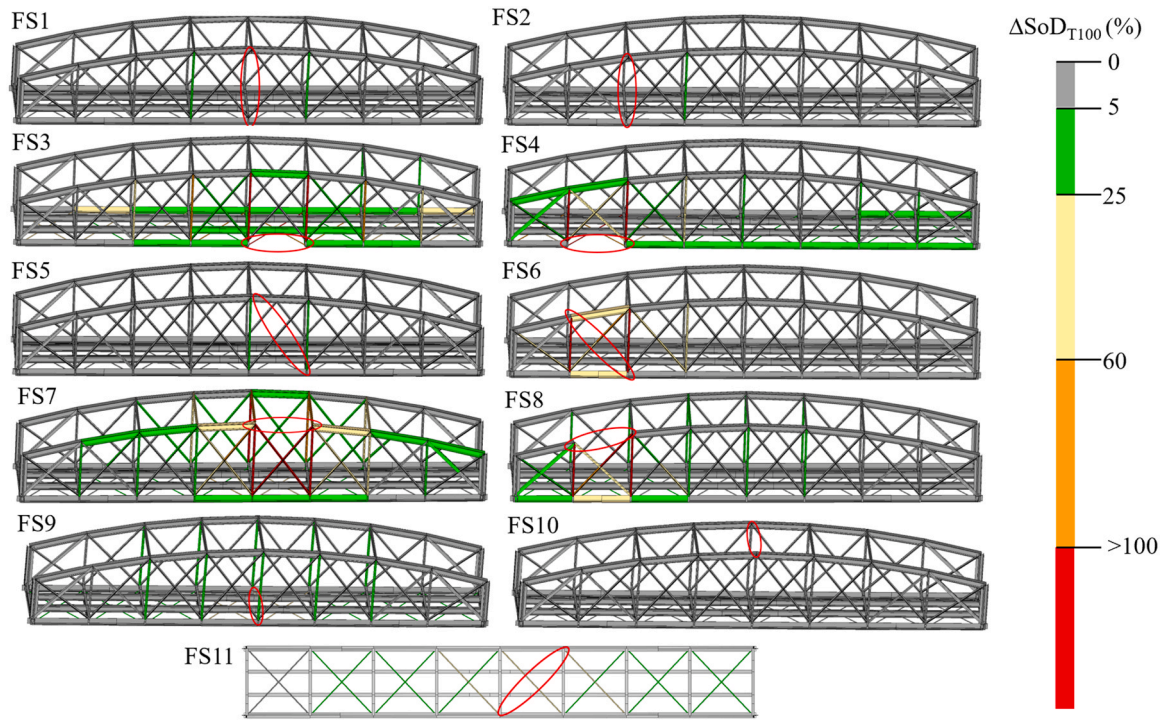 FS1
FS2
ΔSoD_T100 (%)
0
5
FS3
FS4
25
FS5
FS6
60
FS7
FS8
FS9
FS10
>100
FS11